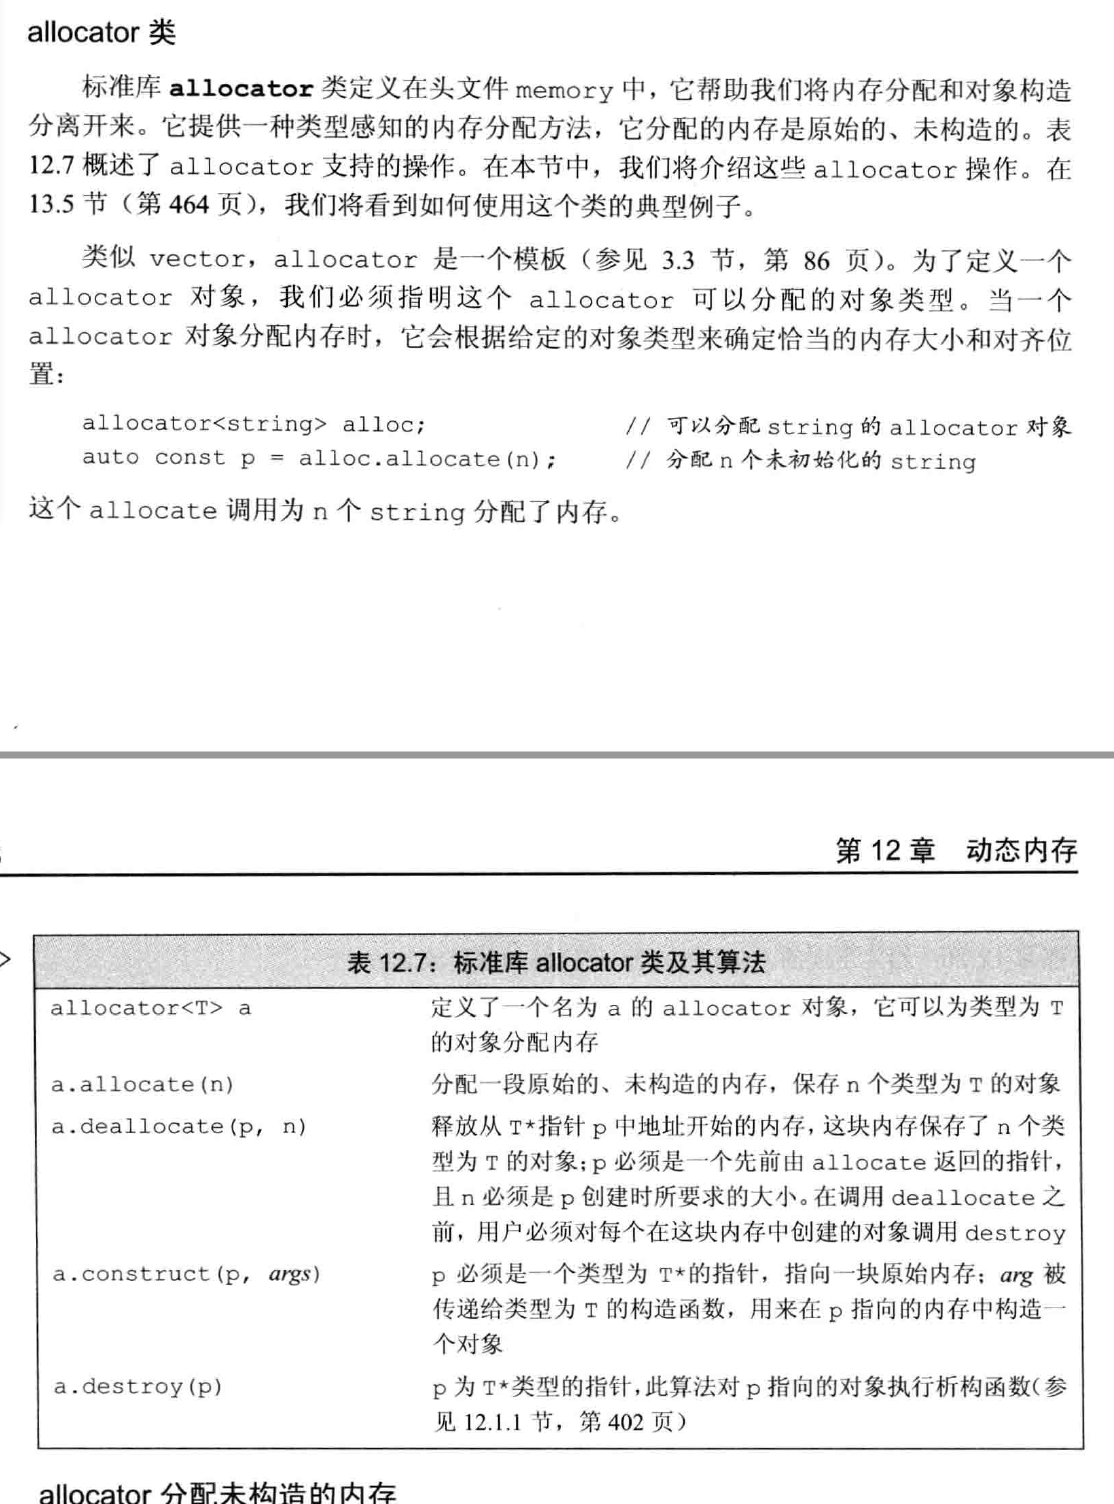 allocator 类
标准库 allocator 类定义在头文件 memory 中，它帮助我们将内存分配和对象构造
分离开来。它提供一种类型感知的内存分配方法，它分配的内存是原始的、未构造的。表
12.7 概述了 allocator 支持的操作。在本节中，我们将介绍这些 allocator 操作。在
13.5 节（第 464 页），我们将看到如何使用这个类的典型例子。
类似 vector，allocator 是一个模板（参见 3.3 节，第 86 页）。为了定义一个
allocator 对象，我们必须指明这个 allocator 可以分配的对象类型。当一个
allocator 对象分配内存时，它会根据给定的对象类型来确定恰当的内存大小和对齐位
置：
allocator<string> alloc; // 可以分配 string 的 allocator 对象
auto const p = alloc.allocate(n); // 分配 n 个未初始化的 string
这个 allocate 调用为 n 个 string 分配了内存。
第 12 章 动态内存
表 12.7：标准库 allocator 类及其算法
allocator<T> a 定义了一个名为 a 的 allocator 对象，它可以为类型为 T
的对象分配内存
a.allocate(n) 分配一段原始的、未构造的内存，保存 n 个类型为 T 的对象
a.deallocate(p, n) 释放从 T*指针 p 中地址开始的内存，这块内存保存了 n 个类
型为 T 的对象；p 必须是一个先前由 allocate 返回的指针，
且 n 必须是 p 创建时所要求的大小。在调用 deallocate 之
前，用户必须对每个在这块内存中创建的对象调用 destroy
a.construct(p, args) p 必须是一个类型为 T*的指针，指向一块原始内存；arg 被
传递给类型为 T 的构造函数，用来在 p 指向的内存中构造一
个对象
a.destroy(p) p 为 T*类型的指针，此算法对 p 指向的对象执行析构函数（参
见 12.1.1 节，第 402 页）
allocator 分配未构造的内存